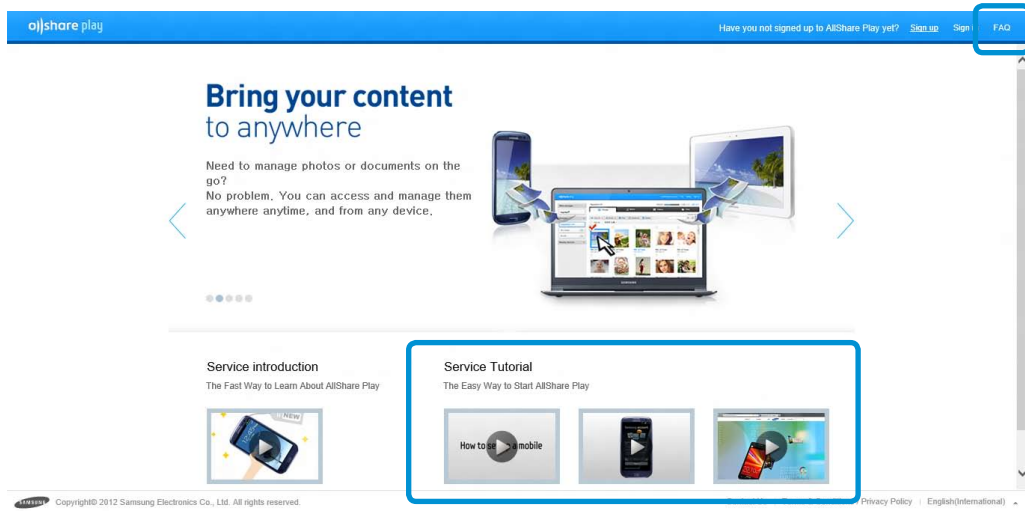 allshare play
Have you not signed up to AllShare Play yet? Sign up Sign FAQ
Bring your content
to anywhere
Need to manage photos or documents on the
go?
No problem, You can access and manage them
anywhere anytime, and from any device,
Service introduction
The Fast Way to Learn About AllShare Play
NEW
Service Tutorial
The Easy Way to Start AllShare Play
How to a mobile
SAMSUNG Copyright© 2012 Samsung Electronics Co., Ltd. All rights reserved.
Privacy Policy | English(International)